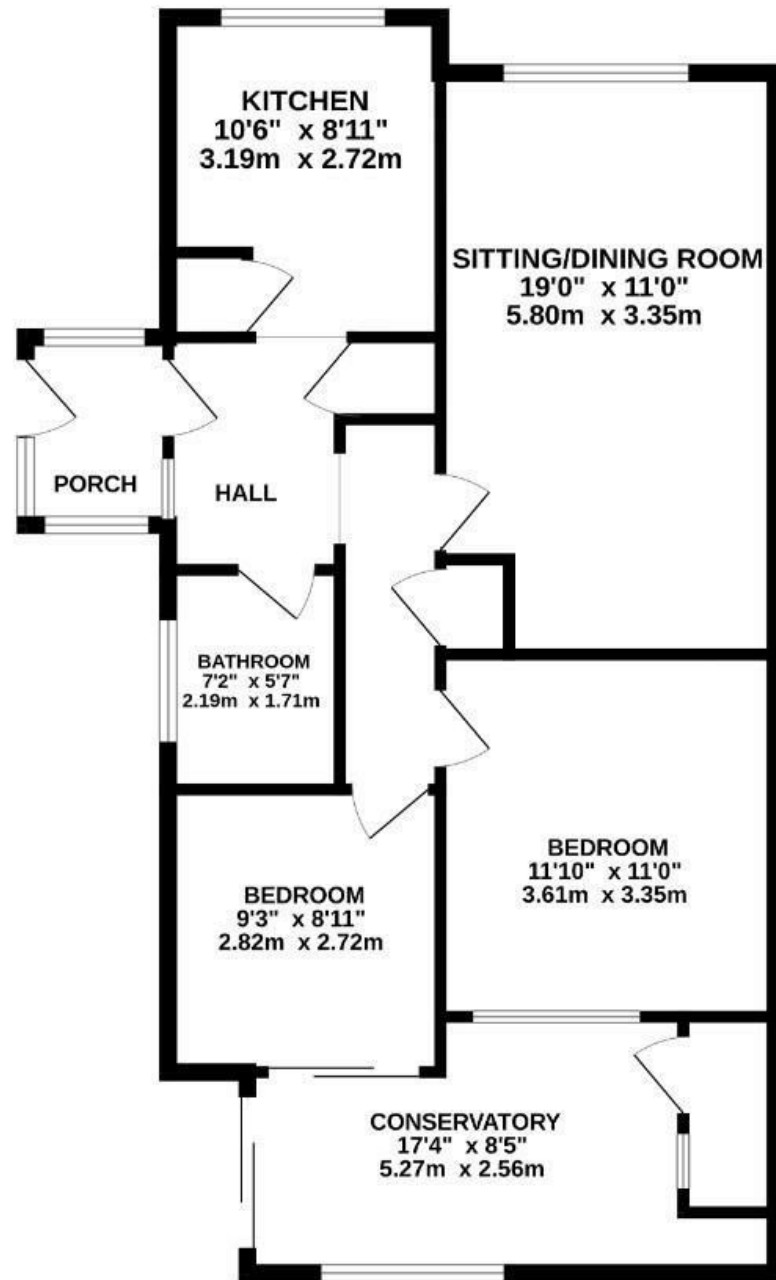 KITCHEN
10'6" x 8'11"
3.19m x 2.72m
SITTING/DINING ROOM
19'0" x 11'0"
5.80m x 3.35m
PORCH
HALL
BATHROOM
7'2" x 5'7"
2.19m x 1.71m
BEDROOM
11'10" x 11'0"
3.61m x 3.35m
BEDROOM
9'3" x 8'11"
2.82m x 2.72m
CONSERVATORY
17'4" x 8'5"
5.27m x 2.56m